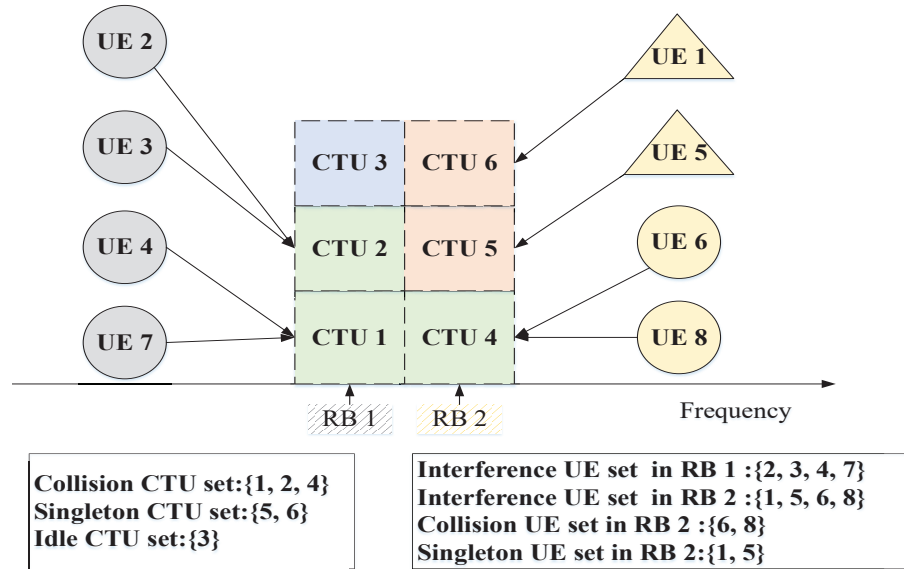 UE 2
UE 1
UE 3
CTU 3
CTU 6
UE 5
UE 4
CTU 2
CTU 5
UE 6
UE 7
CTU 1
CTU 4
UE 8
RB 1
RB 2
Frequency
Collision CTU set:{1, 2, 4}
Singleton CTU set:{5, 6}
Idle CTU set:{3}
Interference UE set in RB 1 :{2, 3, 4, 7}
Interference UE set in RB 2 :{1, 5, 6, 8}
Collision UE set in RB 2 :{6, 8}
Singleton UE set in RB 2:{1, 5}